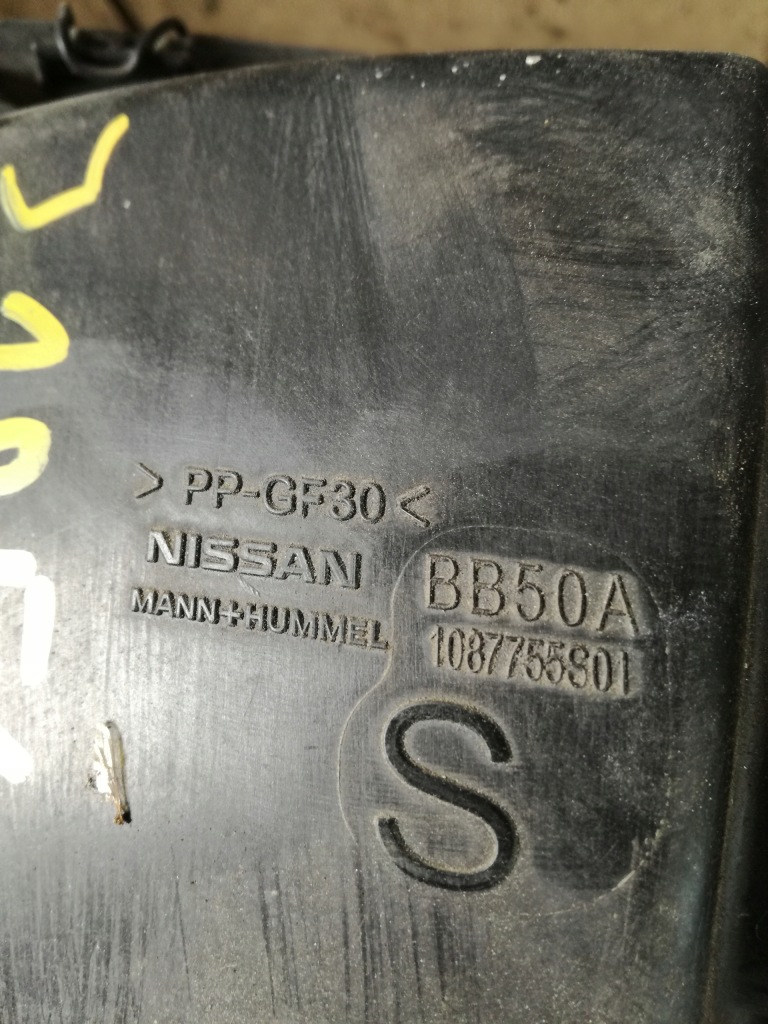 > PP-GF30 <
NISSAN
MANN+HUMMEL
BB50A
1087755S01
S